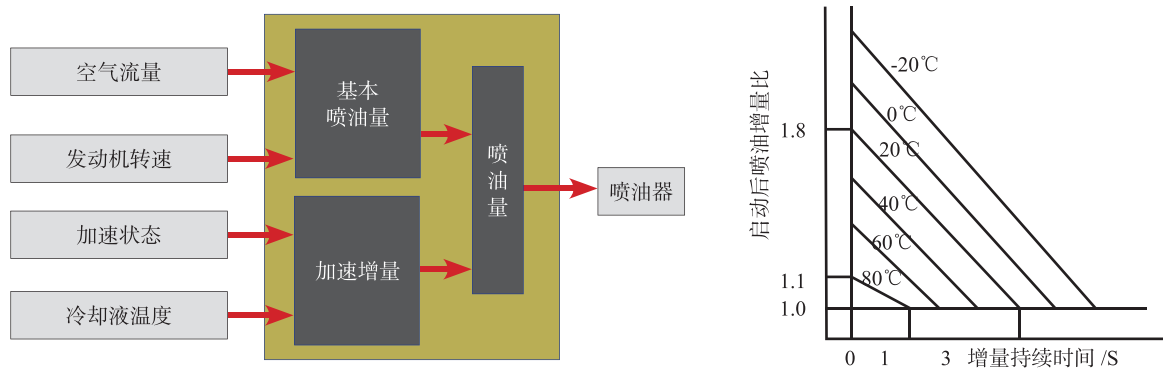 空气流量
发动机转速
加速状态
冷却液温度
基本
喷油量
加速增量
喷
油
量
喷油器
启动后喷油增量比
1.8
1.1
1.0
-20℃
0℃
20℃
40℃
60℃
80℃
0 1 3 增量持续时间 /S